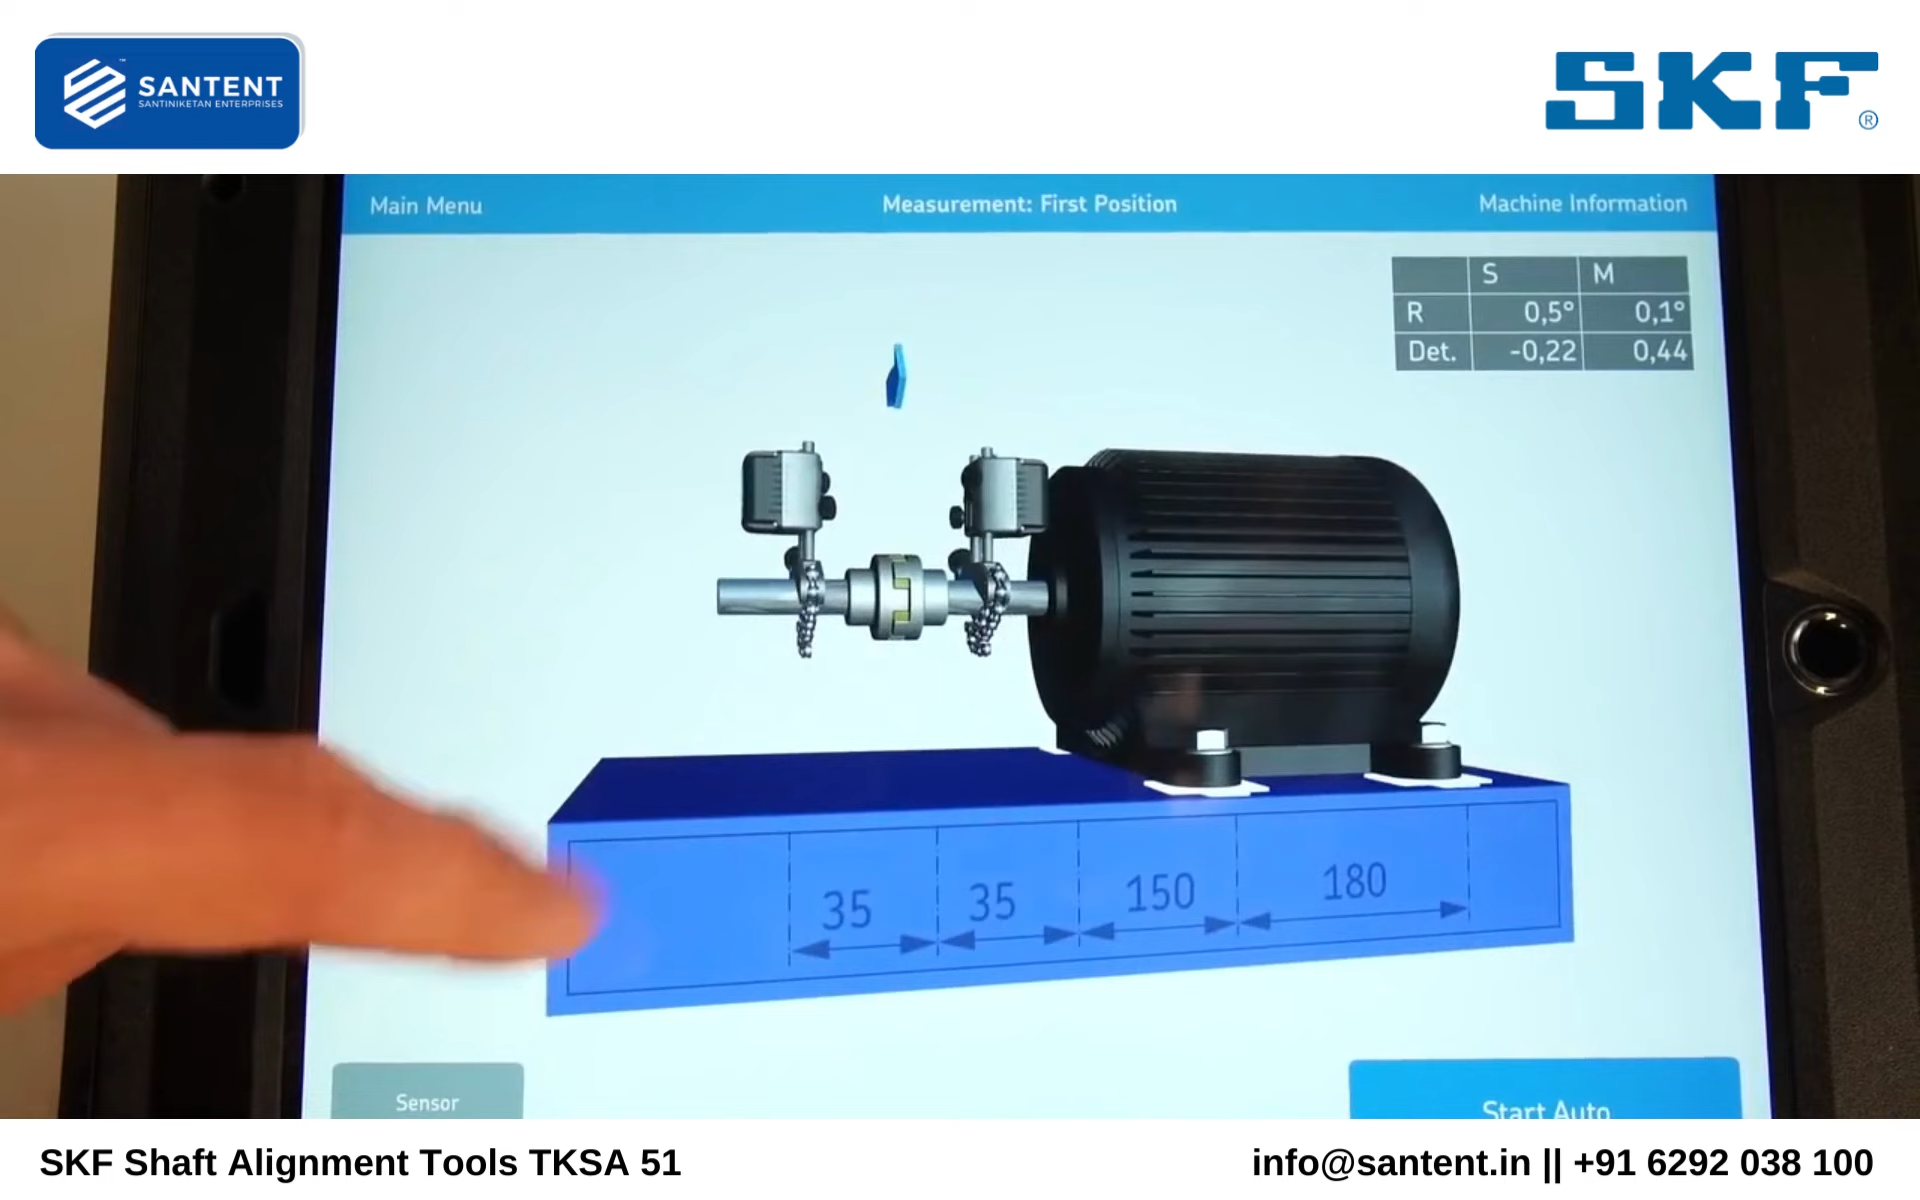 SANTENT
SANTINIKETAN ENTERPRISES
SKF®
Main Menu
Measurement: First Position
Machine Information
S M
R 0,5° 0,1°
Det. -0,22 0,44
35 35 150 180
Sensor
Start Auto
SKF Shaft Alignment Tools TKSA 51
info@santent.in || +91 6292 038 100